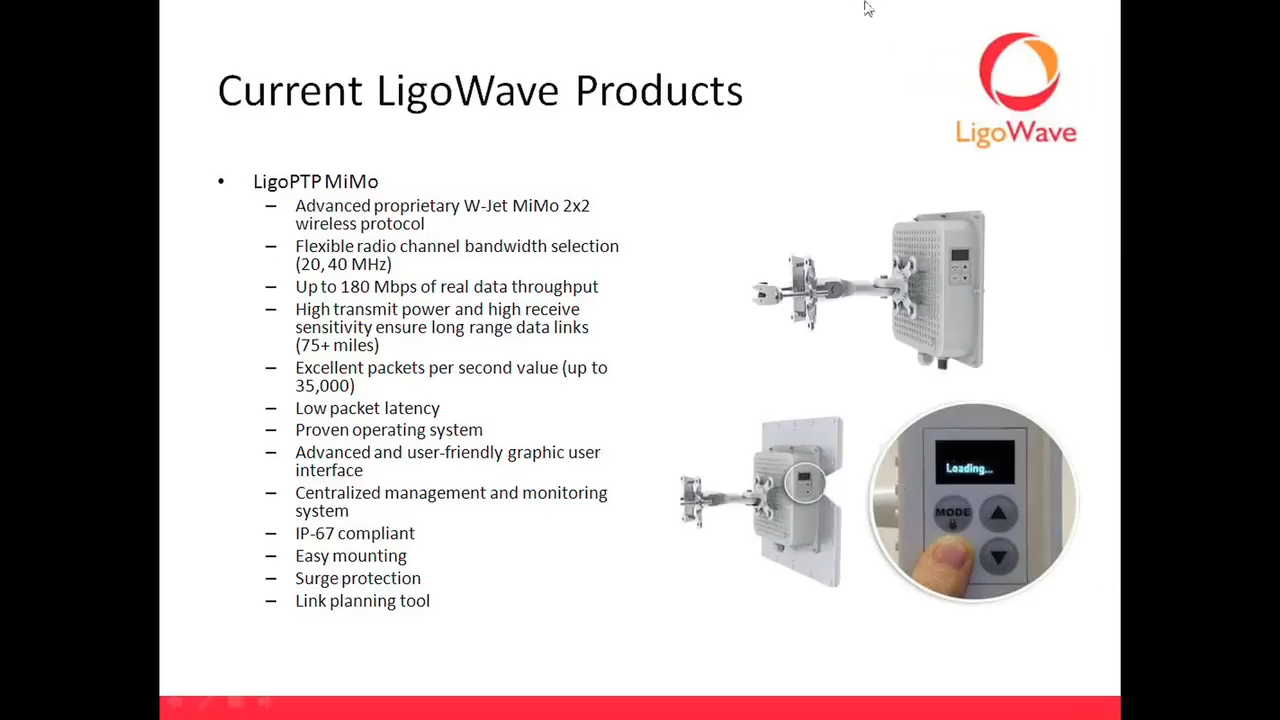 Current LigoWave Products
LigoWave
• LigoPTP MiMo
– Advanced proprietary W-Jet MiMo 2x2
wireless protocol
– Flexible radio channel bandwidth selection
(20, 40 MHz)
– Up to 180 Mbps of real data throughput
– High transmit power and high receive
sensitivity ensure long range data links
(75+ miles)
– Excellent packets per second value (up to
35,000)
– Low packet latency
– Proven operating system
– Advanced and user-friendly graphic user
interface
– Centralized management and monitoring
system
– IP-67 compliant
– Easy mounting
– Surge protection
– Link planning tool
Loading...
MODE